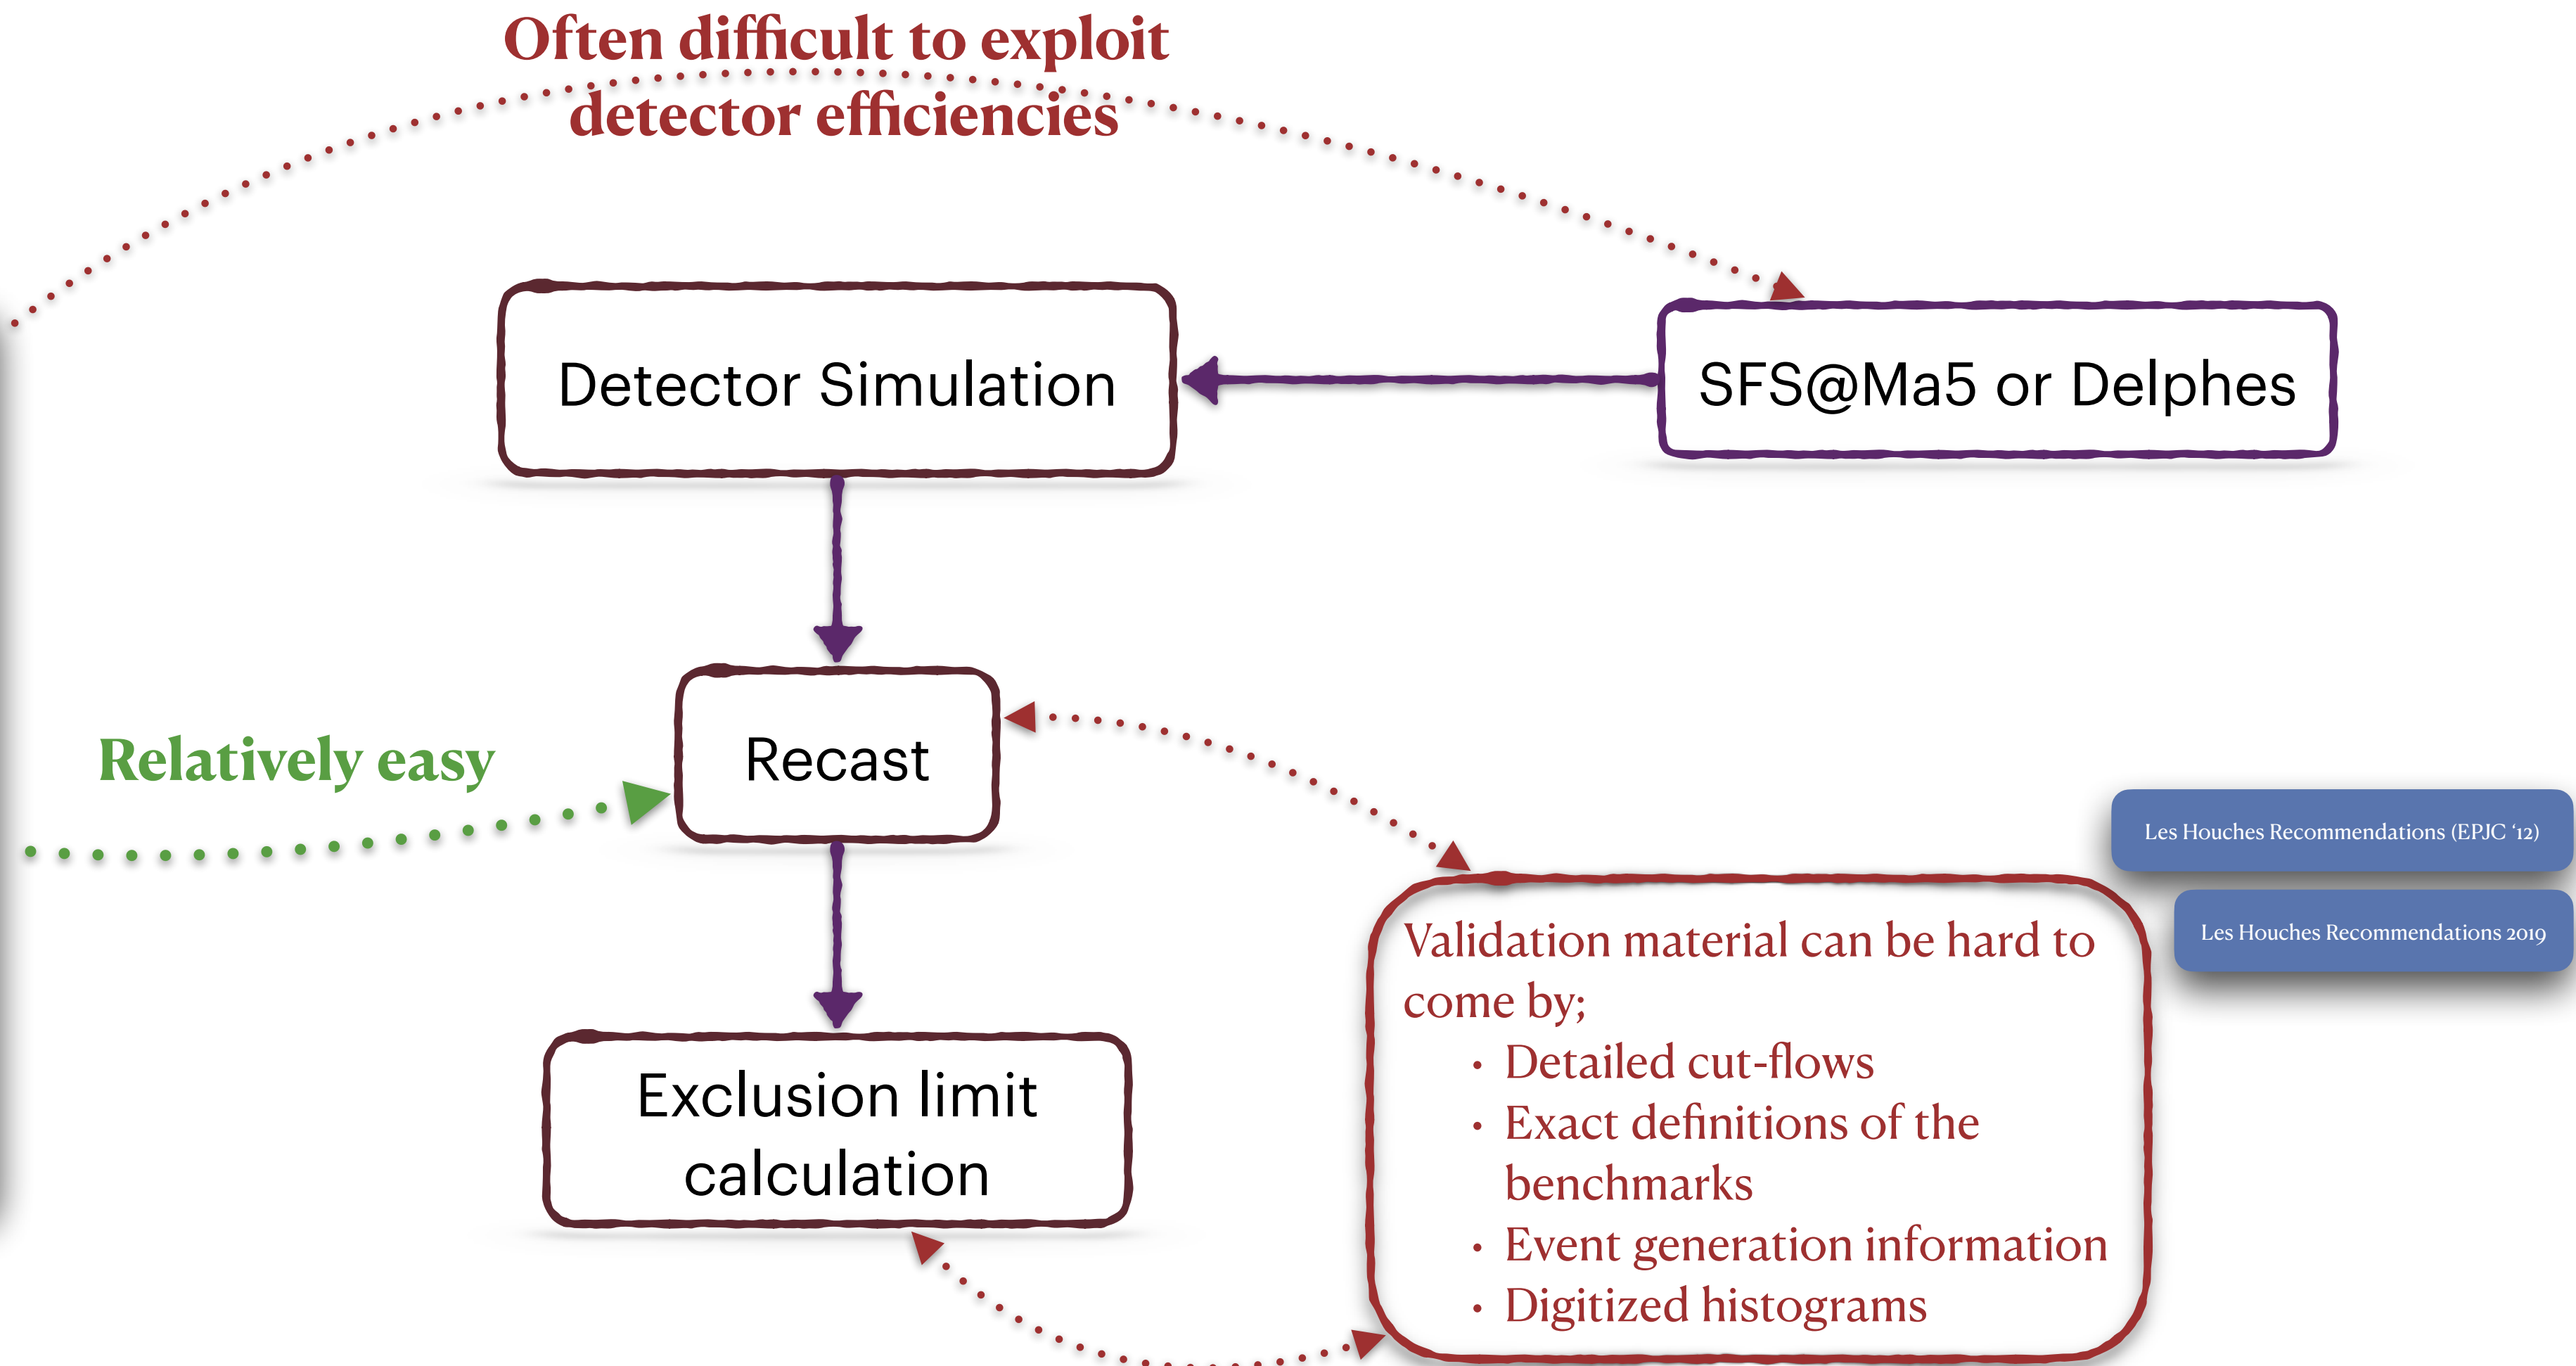 Often difficult to exploit
detector efficiencies
Detector Simulation
SFS@Ma5 or Delphes
Relatively easy
Recast
Les Houches Recommendations (EPJC ‘12)
Les Houches Recommendations 2019
Validation material can be hard to
come by;
• Detailed cut-flows
• Exact definitions of the
benchmarks
• Event generation information
• Digitized histograms
Exclusion limit
calculation